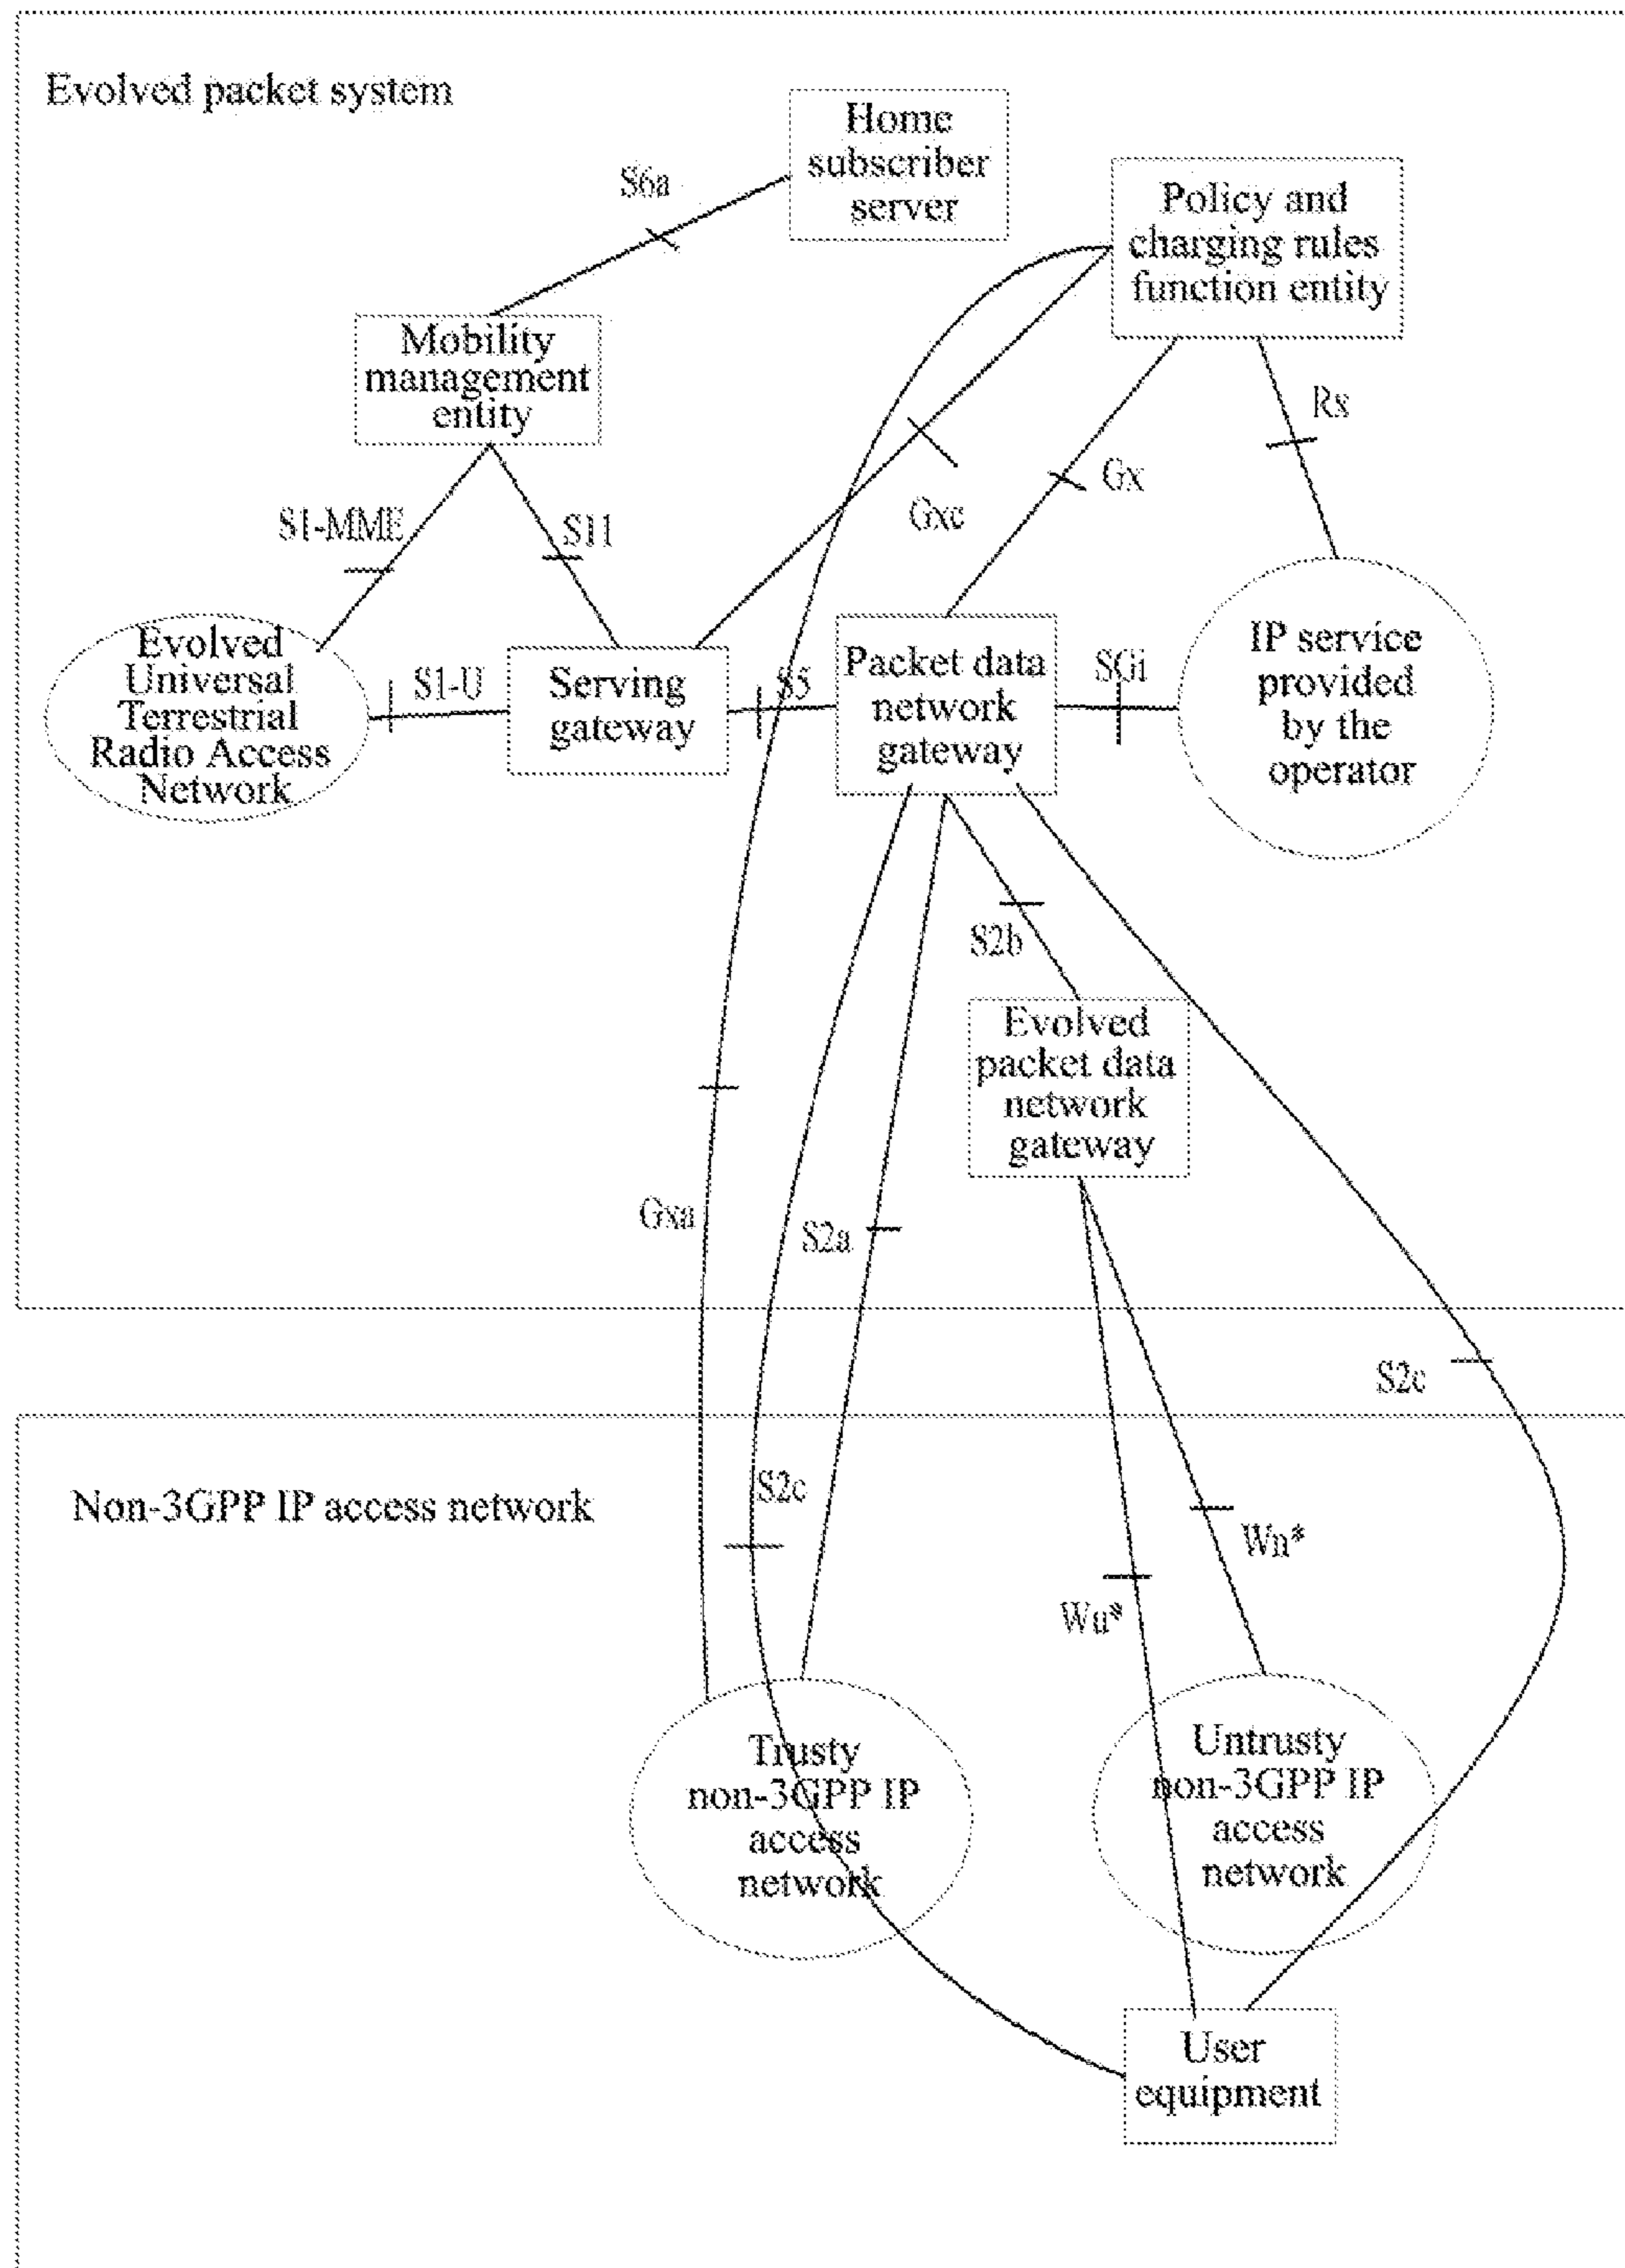 Evolved packet system
Home
subscriber
server
S6a
Policy and
charging rules
function entity
Mobility
management
entity
Rx
Gx
Gxc
S1-MME
S11
Evolved
Universal
Terrestrial
Radio Access
Network
S1-U
Serving
gateway
S5
Packet data
network
gateway
SGi
IP service
provided
by the
operator
S2b
Evolved
packet data
network
gateway
Gxa
S2a
S2c
Non-3GPP IP access network
S2c
Wn*
Wu*
Trusty
non-3GPP IP
access
network
Untrusty
non-3GPP IP
access
network
User
equipment